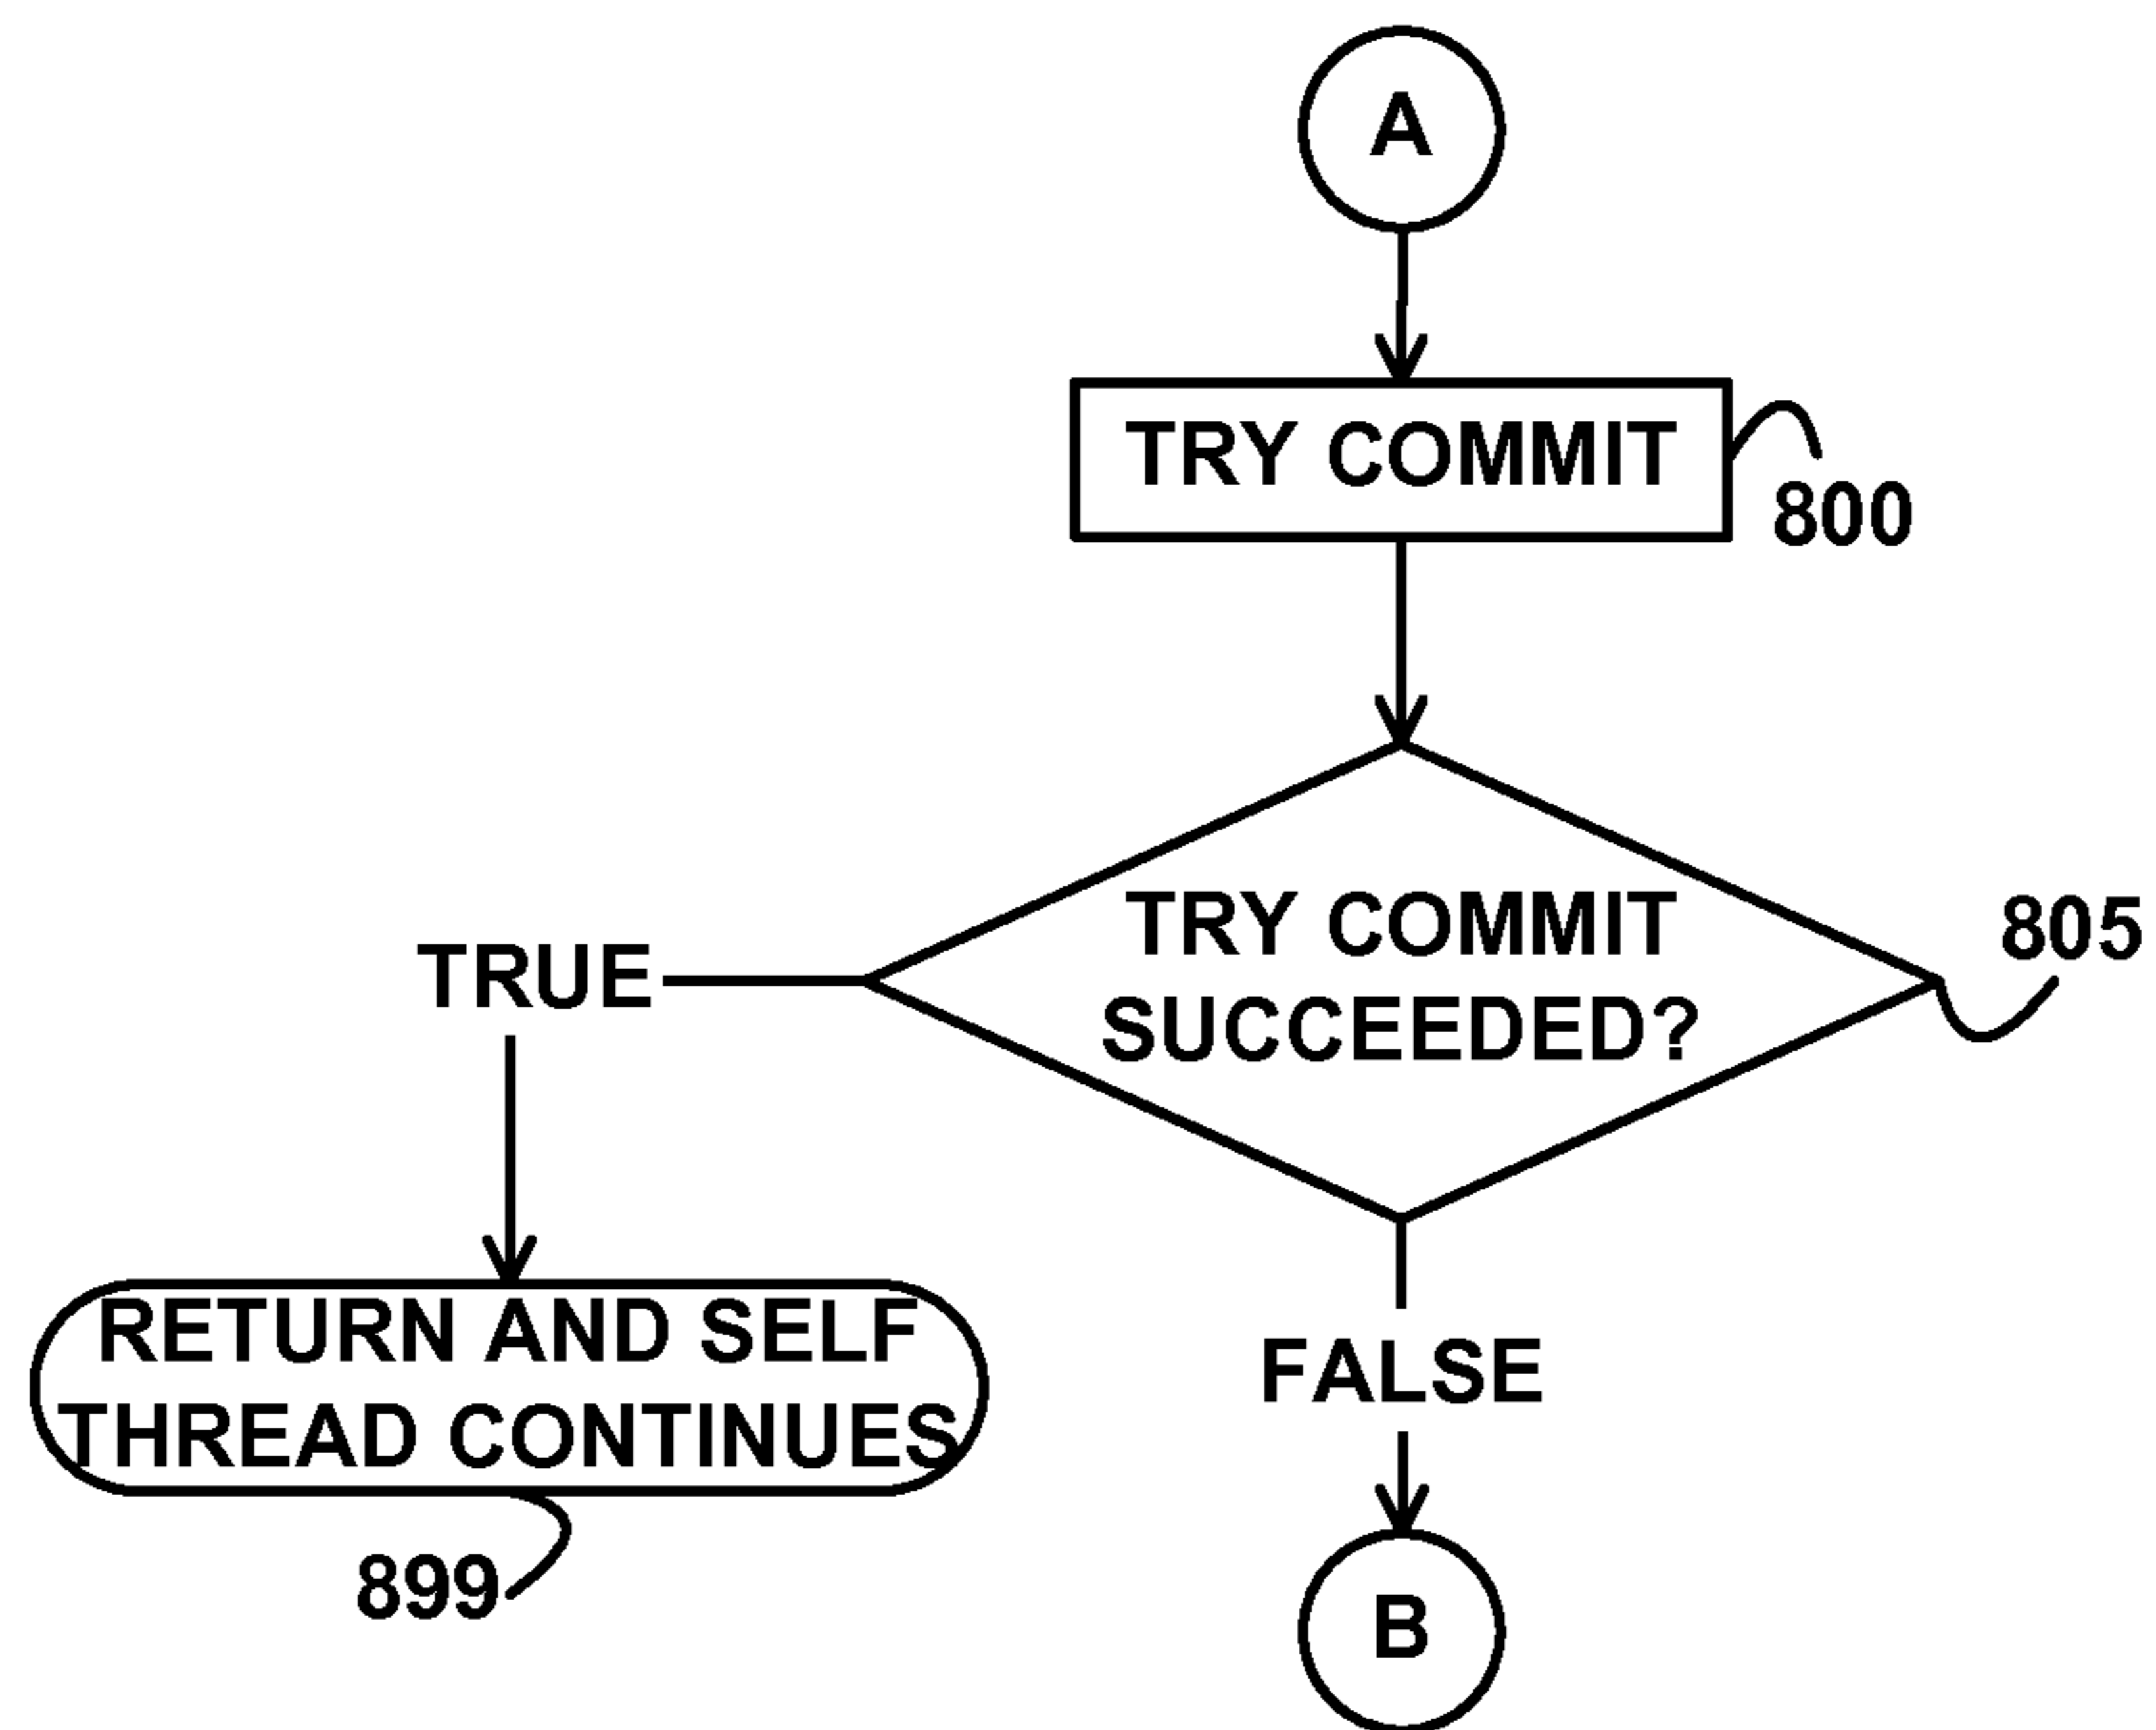 A
TRY COMMIT
800
TRY COMMIT
SUCCEEDED?
805
TRUE
RETURN AND SELF
THREAD CONTINUES
899
FALSE
B